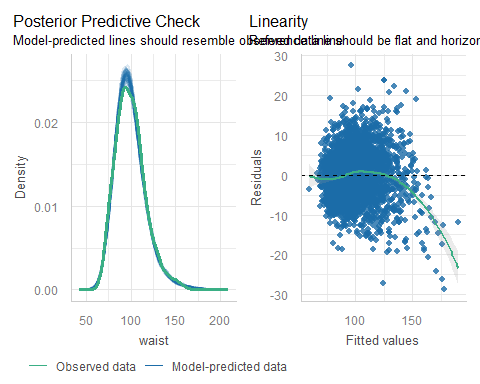 Posterior Predictive Check
Model-predicted lines should resemble observed data line
Linearity
Reference line should be flat and horizon
Density
0.02
0.01
0.00
50
100
150
200
waist
Residuals
30
20
10
0
-10
-20
-30
100
150
Fitted values
Observed data
Model-predicted data